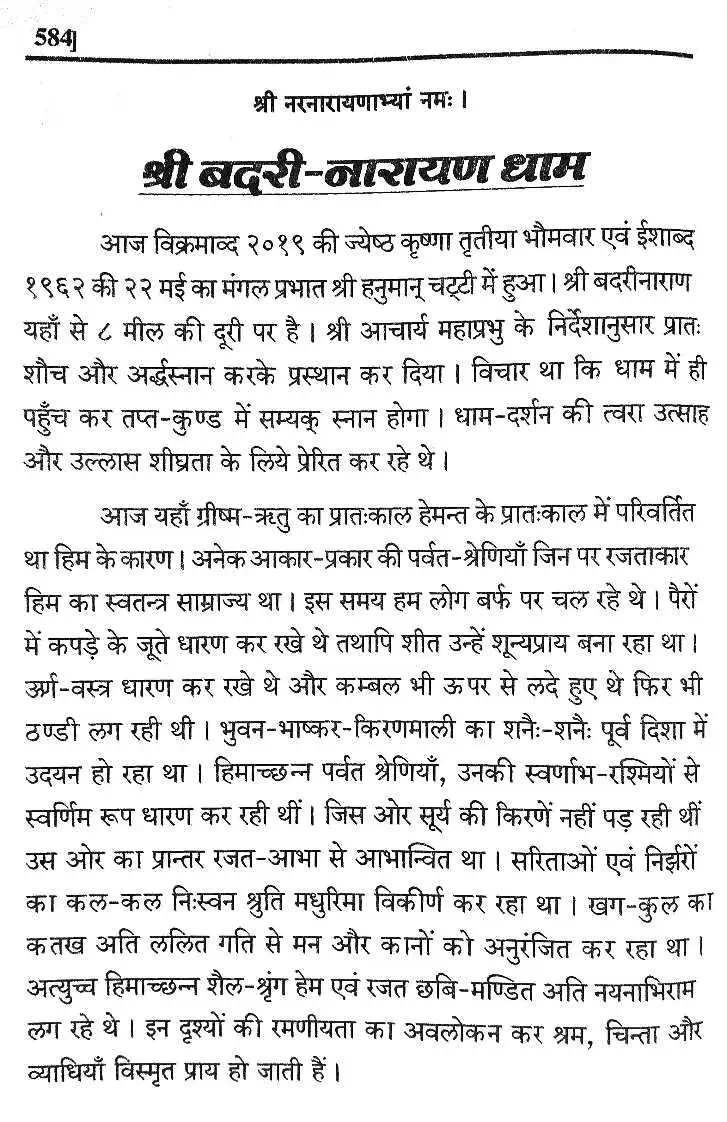 584]
श्री नरनारायणाभ्यां नमः ।
श्री बदरी-नारायण धाम
आज विक्रमाव्द २०१९ की ज्येष्ठ कृष्णा तृतीया भौमवार एवं ईशाब्द
१९६२ की २२ मई का मंगल प्रभात श्री हनुमान् चट्टी में हुआ । श्री बदरीनाराण
यहाँ से ८ मील की दूरी पर है । श्री आचार्य महाप्रभु के निर्देशानुसार प्रातः
शौच और अर्द्धस्नान करके प्रस्थान कर दिया । विचार था कि धाम में ही
पहुँच कर तप्त-कुण्ड में सम्यक् स्नान होगा । धाम-दर्शन की त्वरा उत्साह
और उल्लास शीघ्रता के लिये प्रेरित कर रहे थे ।
आज यहाँ ग्रीष्म-ऋतु का प्रातःकाल हेमन्त के प्रातःकाल में परिवर्तित
था हिम के कारण । अनेक आकार-प्रकार की पर्वत-श्रेणियाँ जिन पर रजताकार
हिम का स्वतन्त्र साम्राज्य था । इस समय हम लोग बर्फ पर चल रहे थे । पैरों
में कपड़े के जूते धारण कर रखे थे तथापि शीत उन्हें शून्यप्राय बना रहा था ।
ऊर्ण-वस्त्र धारण कर रखे थे और कम्बल भी ऊपर से लदे हुए थे फिर भी
ठण्डी लग रही थी । भुवन-भाष्कर-किरणमाली का शनैः-शनैः पूर्व दिशा में
उदयन हो रहा था । हिमाच्छन्न पर्वत श्रेणियाँ, उनकी स्वर्णाभ-रश्मियों से
स्वर्णिम रूप धारण कर रही थीं । जिस ओर सूर्य की किरणें नहीं पड़ रही थीं
उस ओर का प्रान्तर रजत-आभा से आभान्वित था । सरिताओं एवं निर्झरों
का कल-कल निःस्वन श्रुति मधुरिमा विकीर्ण कर रहा था । खग-कुल का
कतख अति ललित गति से मन और कानों को अनुरंजित कर रहा था ।
अत्युच्च हिमाच्छन्न शैल-श्रृंग हेम एवं रजत छबि-मण्डित अति नयनाभिराम
लग रहे थे । इन दृश्यों की रमणीयता का अवलोकन कर श्रम, चिन्ता और
व्याधियाँ विस्मृत प्राय हो जाती हैं ।